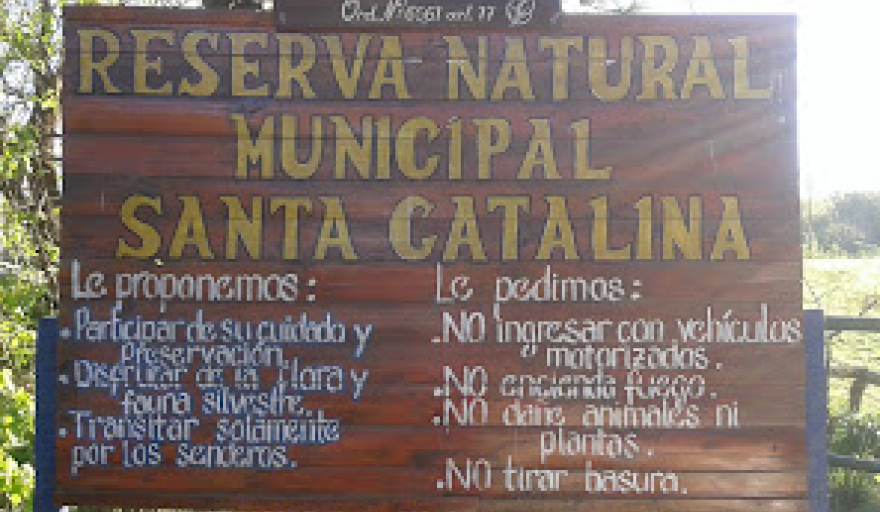 RESERVA NATURAL
MUNICIPAL
SANTA CATALINA
Le proponemos:
.Participar de su cuidado y
Preservación.
.Disfrutar de la flora y
fauna silvestre.
.Transitar solamente
por los senderos.
Le pedimos:
.NO ingresar con vehículos
motorizados.
.NO encienda fuego.
.NO dañe animales ni
plantas.
.NO tirar basura.